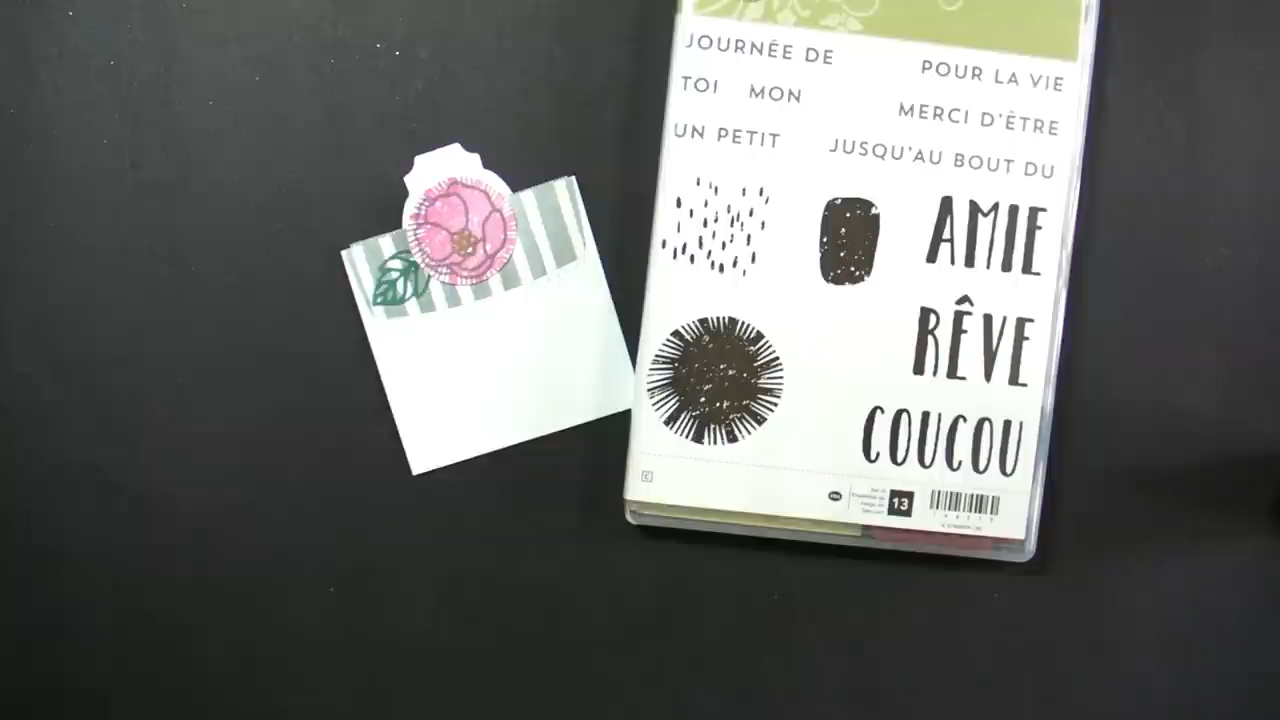 JOURNÉE DE
POUR LA VIE
TOI MON
MERCI D'ÊTRE
UN PETIT
JUSQU'AU BOUT DU
AMIE
RÊVE
COUCOU
C
13